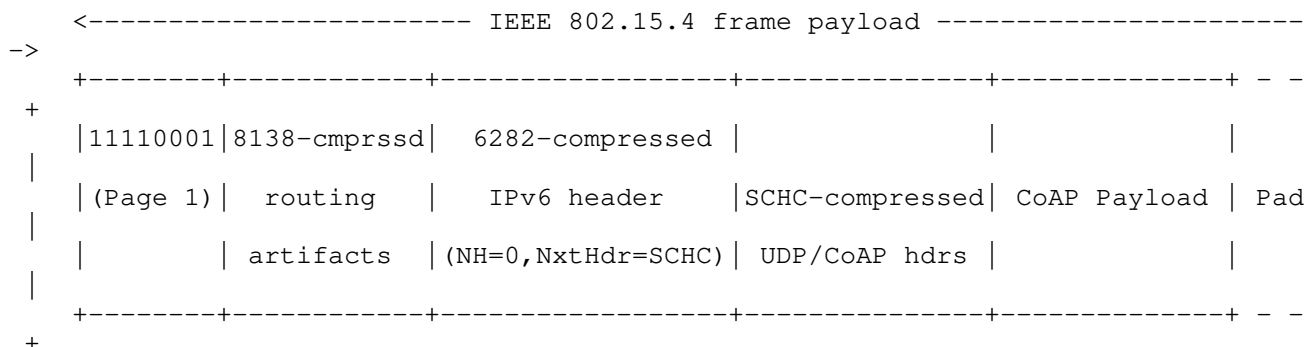 <------------------------ IEEE 802.15.4 frame payload -----------------------
->
+--------+------------+------------------+---------------+--------------+ - -
+
|11110001|8138-cmprssd|  6282-compressed |               |              |
|
|(Page 1)|  routing   |   IPv6 header    |SCHC-compressed| CoAP Payload | Pad
|
|        | artifacts  |(NH=0,NxtHdr=SCHC)| UDP/CoAP hdrs |              |
|
+--------+------------+------------------+---------------+--------------+ - -
+